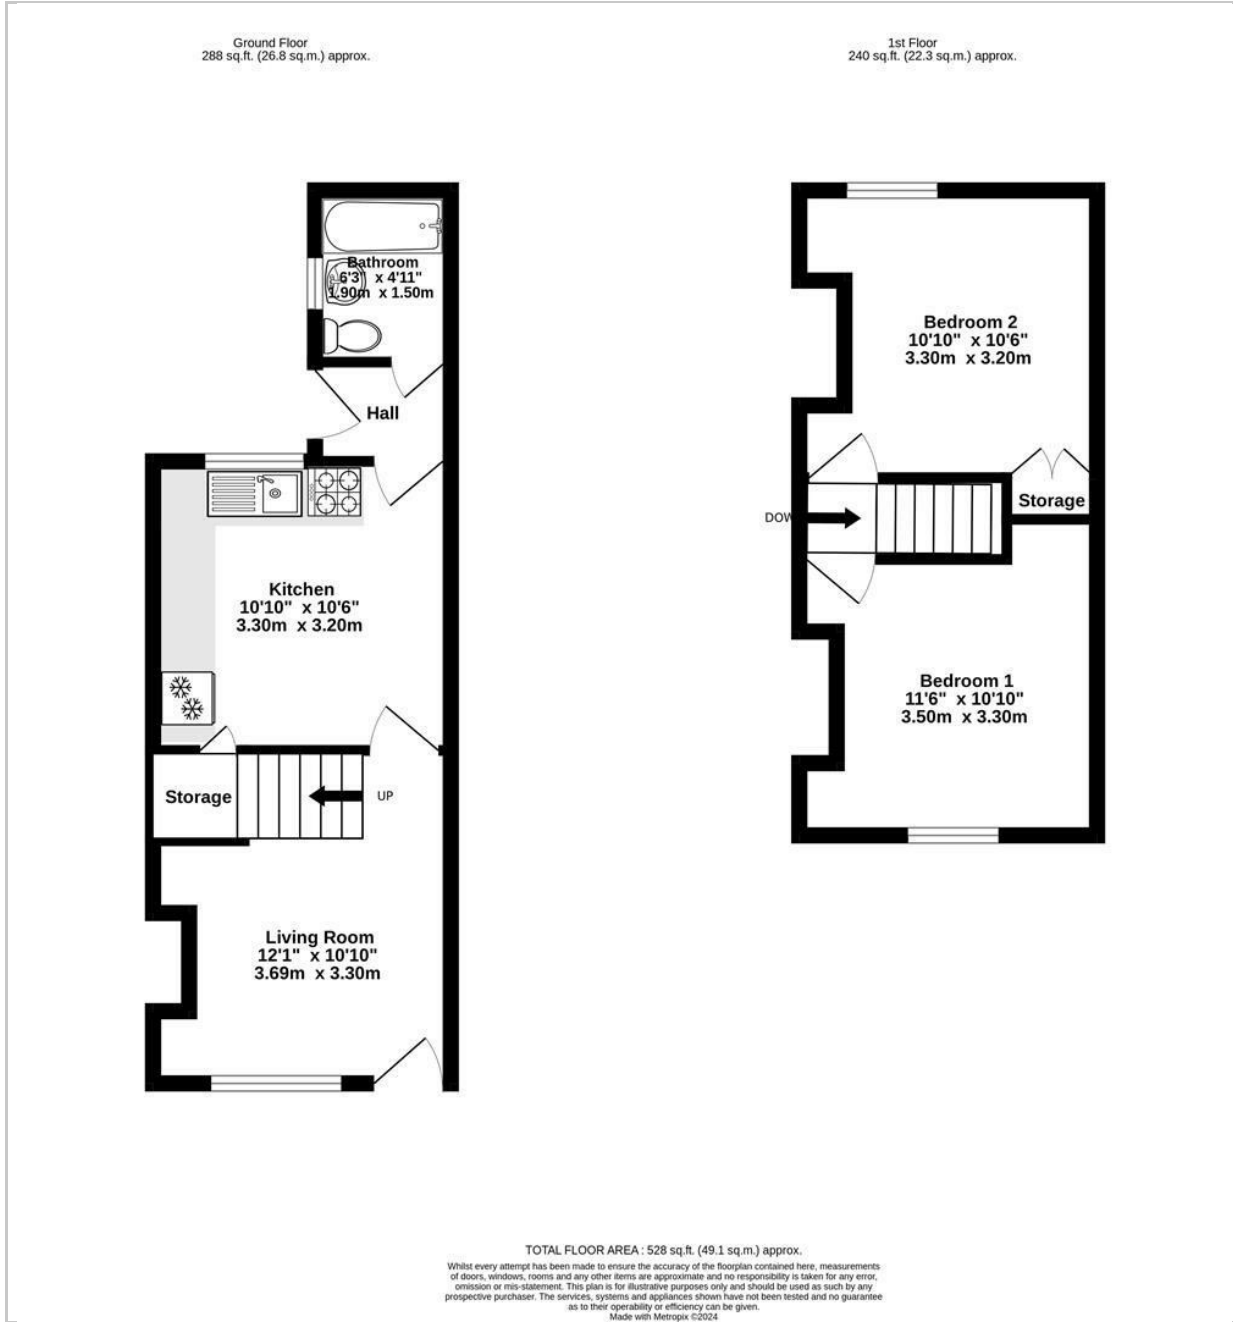 Ground Floor
288 sq.ft. (26.8 sq.m.) approx.
1st Floor
240 sq.ft. (22.3 sq.m.) approx.
Bathroom
6'3" x 4'11"
1.90m x 1.50m
Hall
Kitchen
10'10" x 10'6"
3.30m x 3.20m
Storage
UP
Living Room
12'1" x 10'10"
3.69m x 3.30m
Bedroom 2
10'10" x 10'6"
3.30m x 3.20m
Storage
DOW
Bedroom 1
11'6" x 10'10"
3.50m x 3.30m
TOTAL FLOOR AREA : 528 sq.ft. (49.1 sq.m.) approx.
Whilst every attempt has been made to ensure the accuracy of the floorplan contained here, measurements
of doors, windows, rooms and any other items are approximate and no responsibility is taken for any error,
omission or mis-statement. This plan is for illustrative purposes only and should be used as such by any
prospective purchaser. The services, systems and appliances shown have not been tested and no guarantee
as to their operability or efficiency can be given.
Made with Metropix ©2024